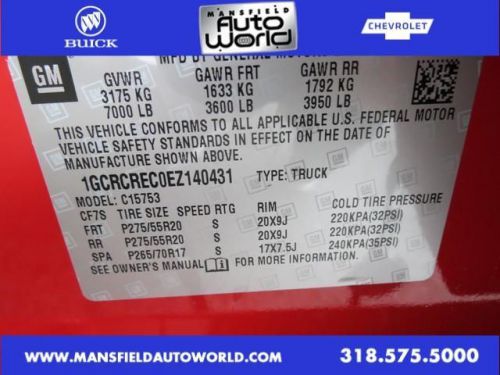 BUICK
MANSFIELD
Auto
World
CHEVROLET
GM
MFD BY GENERAL MOTORS
GVWR GAWR FRT GAWR RR
3175 KG 1633 KG 1792 KG
7000 LB 3600 LB 3950 LB
THIS VEHICLE CONFORMS TO ALL APPLICABLE U.S. FEDERAL MOTOR
VEHICLE SAFETY STANDARDS IN EFFECT ON THE DATE OF
MANUFACTURE SHOWN ABOVE.
1GCRCREC0EZ140431 TYPE: TRUCK
MODEL: C15753
CF7S TIRE SIZE SPEED RTG RIM COLD TIRE PRESSURE
FRT P275/55R20 S 20X9J 220KPA(32PSI)
RR P275/55R20 S 20X9J 220KPA(32PSI)
SPA P265/70R17 S 17X7.5J 240KPA(35PSI)
SEE OWNER'S MANUAL FOR MORE INFORMATION.
WWW.MANSFIELDAUTOWORLD.COM
318.575.5000